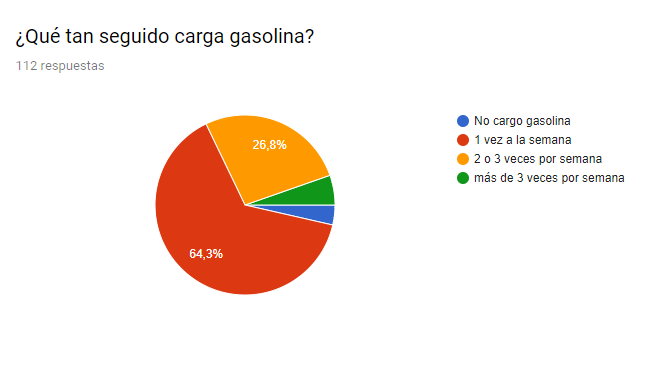 ¿Qué tan seguido carga gasolina?
112 respuestas
No cargo gasolina
1 vez a la semana
2 o 3 veces por semana
más de 3 veces por semana
26,8%
64,3%